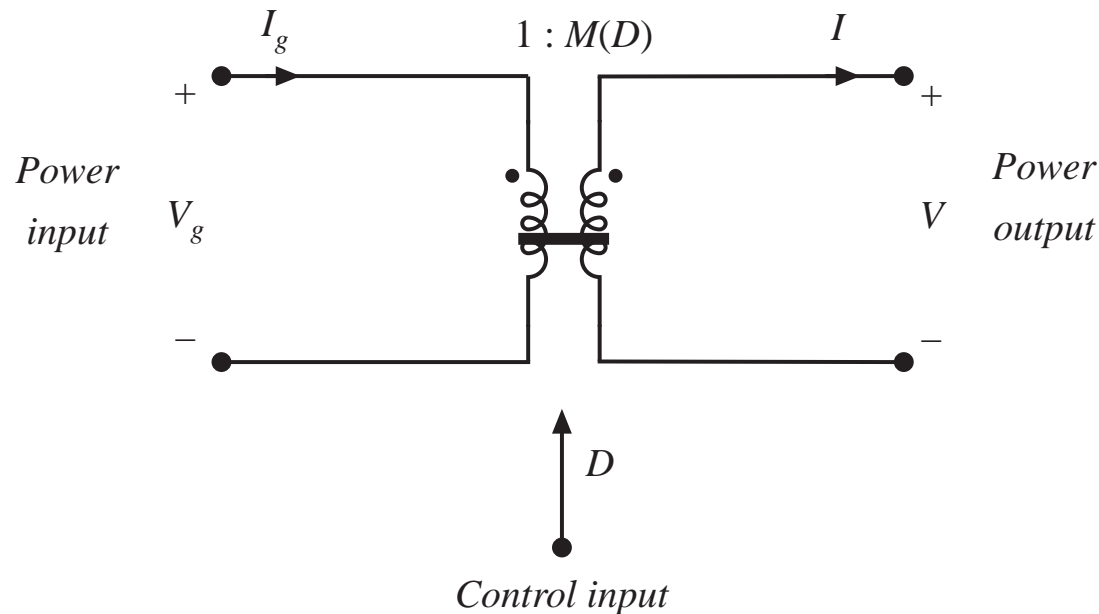 I_g
1 : M(D)
I
+
+
Power
input
V_g
V
Power
output
−
−
D
Control input